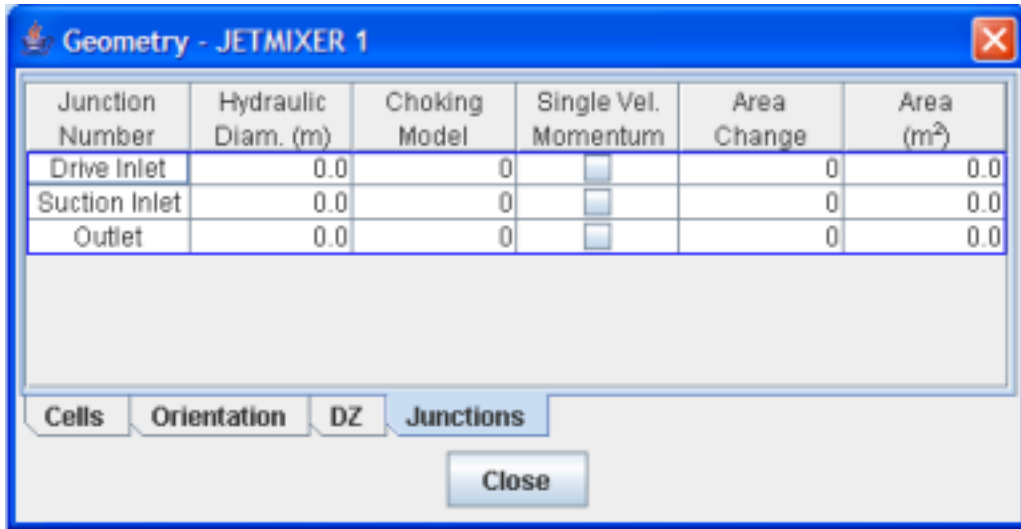 Geometry - JETMIXER 1
Junction Number Hydraulic Diam. (m) Choking Model Single Vel. Momentum Area Change Area (m²)
Drive Inlet 0.0 0 0 0.0
Suction Inlet 0.0 0 0 0.0
Outlet 0.0 0 0 0.0
Cells Orientation DZ Junctions
Close